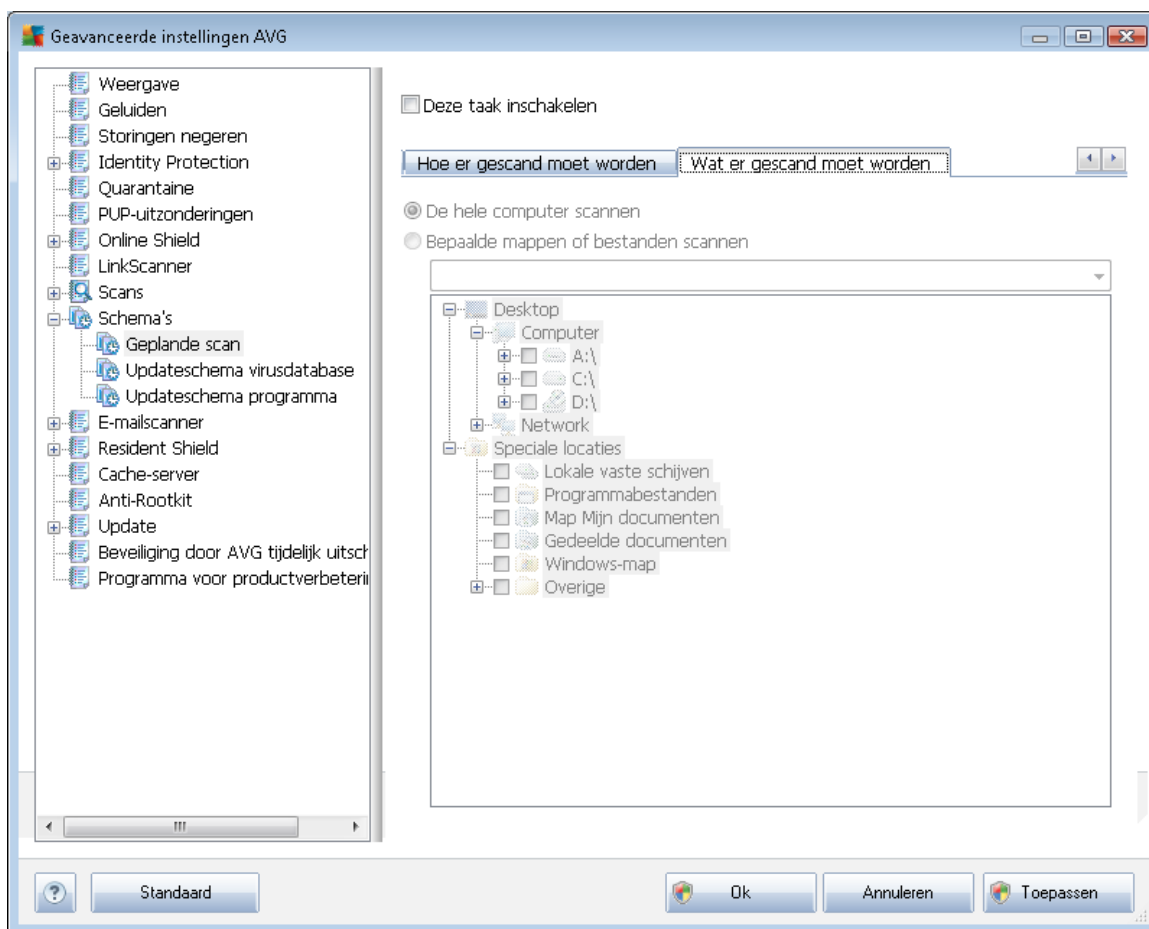 Geavanceerde instellingen AVG
Weergave
Geluiden
Storingen negeren
Identity Protection
Quarantaine
PUP-uitzonderingen
Online Shield
LinkScanner
Scans
Schema's
Geplande scan
Updateschema virusdatabase
Updateschema programma
E-mailscanner
Resident Shield
Cache-server
Anti-Rootkit
Update
Beveiliging door AVG tijdelijk uitsch
Programma voor productverbeterin
Deze taak inschakelen
Hoe er gescand moet worden
Wat er gescand moet worden
De hele computer scannen
Bepaalde mappen of bestanden scannen
Desktop
Computer
A:\
C:\
D:\
Network
Speciale locaties
Lokale vaste schijven
Programmabestanden
Map Mijn documenten
Gedeelde documenten
Windows-map
Overige
?
Standaard
Ok
Annuleren
Toepassen